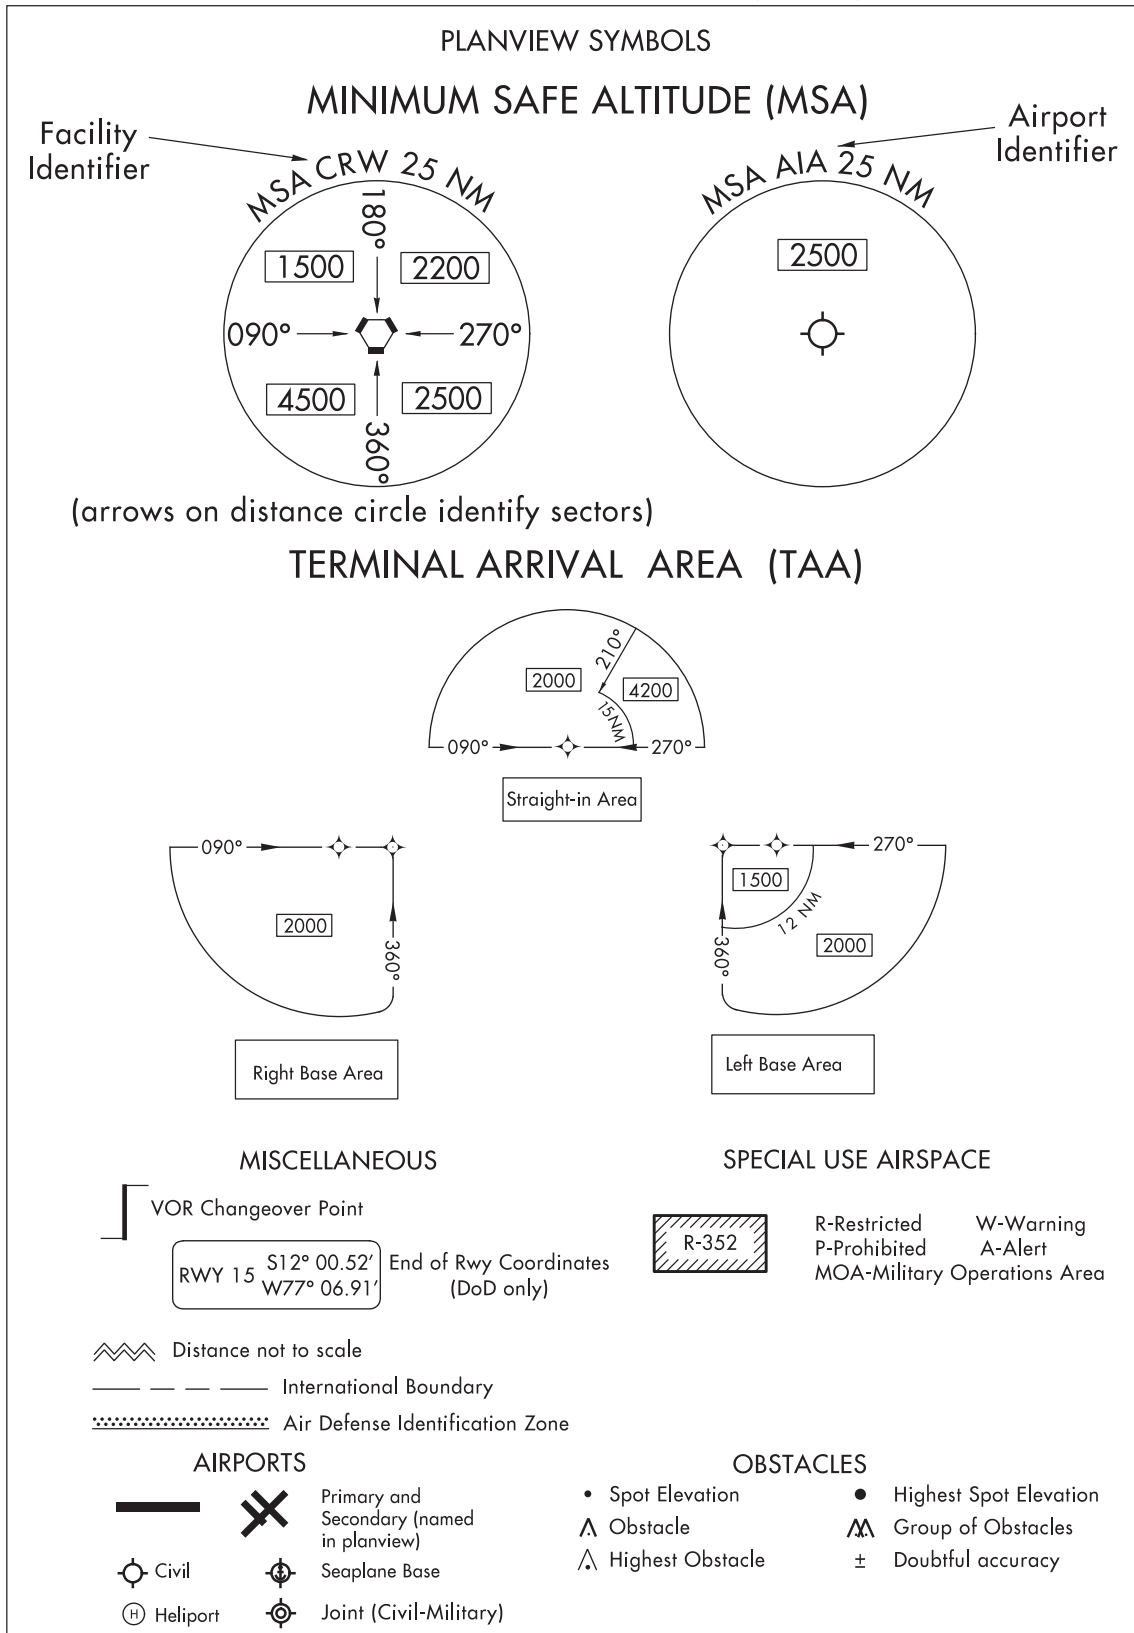 PLANVIEW SYMBOLS
MINIMUM SAFE ALTITUDE (MSA)
Facility
Identifier
Airport
Identifier
MSA CRW 25 NM
180°
1500
2200
090°
270°
4500
2500
360°
MSA AIA 25 NM
2500
(arrows on distance circle identify sectors)
TERMINAL ARRIVAL AREA (TAA)
210°
2000
4200
15NM
090°
270°
Straight-in Area
090°
2000
360°
Right Base Area
270°
1500
12 NM
2000
360°
Left Base Area
MISCELLANEOUS
VOR Changeover Point
RWY 15
S12° 00.52'
W77° 06.91'
End of Rwy Coordinates
(DoD only)
Distance not to scale
International Boundary
Air Defense Identification Zone
SPECIAL USE AIRSPACE
R-352
R-Restricted W-Warning
P-Prohibited A-Alert
MOA-Military Operations Area
AIRPORTS
Primary and
Secondary (named
in planview)
Civil
Seaplane Base
H
Heliport
Joint (Civil-Military)
OBSTACLES
Spot Elevation
Highest Spot Elevation
Obstacle
Group of Obstacles
Highest Obstacle
± Doubtful accuracy